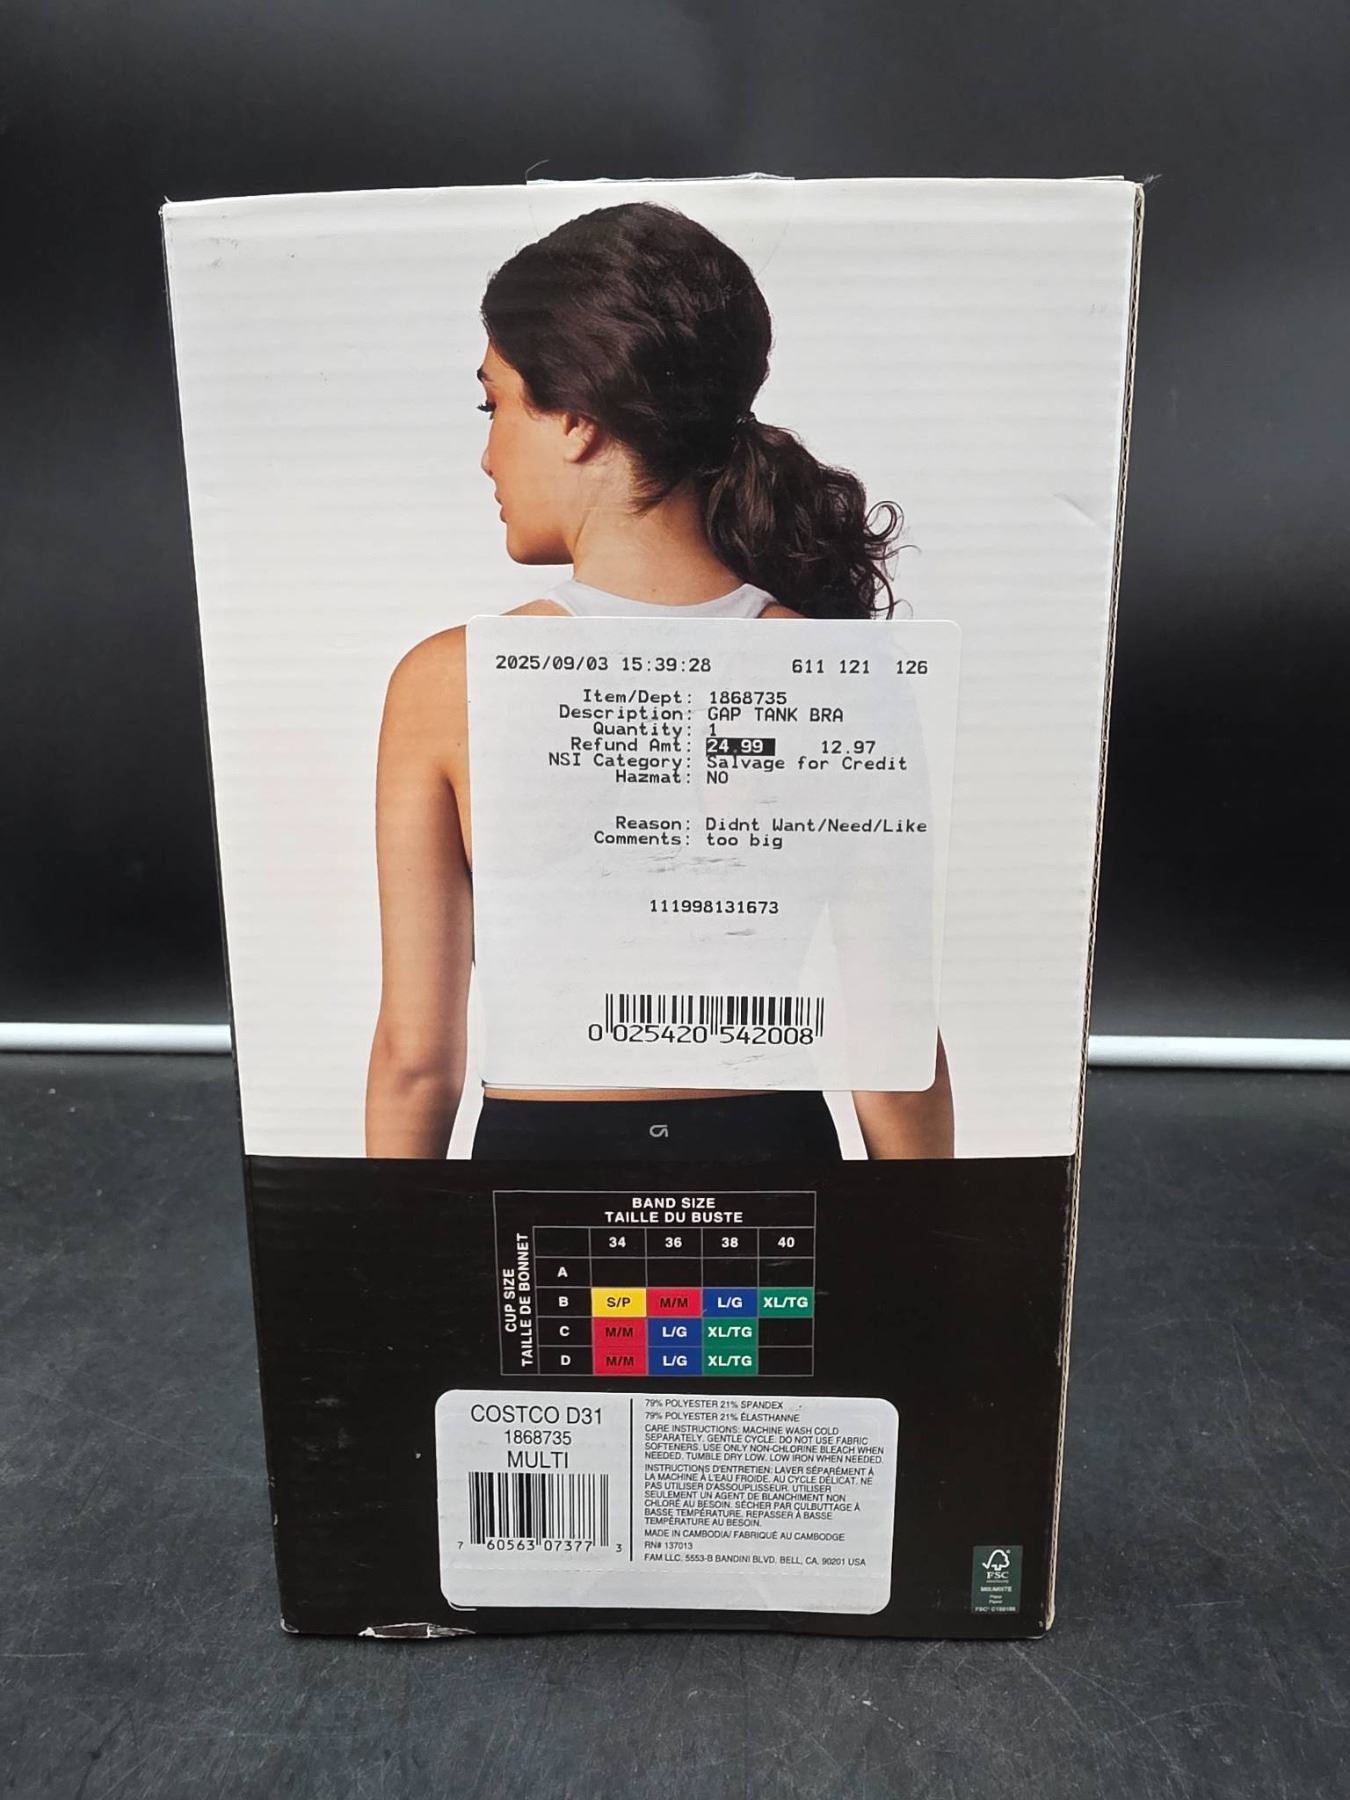 2025/09/03 15:39:28 611 121 126
Item/Dept: 1868735
Description: GAP TANK BRA
Quantity: 1
Refund Amt: 24.99 12.97
NSI Category: Salvage for Credit
Hazmat: NO
Reason: Didnt Want/Need/Like
Comments: too big
111998131673
0 025420 542008
BAND SIZE
TAILLE DU BUSTE
CUP SIZE
TAILLE DE BONNET
34 36 38 40
A
B S/P M/M L/G XL/TG
C M/M L/G XL/TG
D M/M L/G XL/TG
COSTCO D31
1868735
MULTI
7 60563 07377 3
79% POLYESTER 21% SPANDEX
79% POLYESTER 21% ÉLASTHANNE
CARE INSTRUCTIONS: MACHINE WASH COLD
SEPARATELY. GENTLE CYCLE. DO NOT USE FABRIC
SOFTENERS. USE ONLY NON-CHLORINE BLEACH WHEN
NEEDED. TUMBLE DRY LOW. LOW IRON WHEN NEEDED.
INSTRUCTIONS D'ENTRETIEN: LAVER SÉPARÉMENT À
LA MACHINE À L'EAU FROIDE. AU CYCLE DÉLICAT. NE
PAS UTILISER D'ASSOUPLISSEUR. UTILISER
SEULEMENT UN AGENT DE BLANCHIMENT NON
CHLORÉ AU BESOIN. SÉCHER PAR CULBUTTAGE À
BASSE TEMPÉRATURE. REPASSER À BASSE
TEMPÉRATURE AU BESOIN.
MADE IN CAMBODIA/ FABRIQUÉ AU CAMBODGE
RN# 137013
FAM LLC. 5553-B BANDINI BLVD. BELL, CA. 90201 USA
FSC
MIX/MIXTE